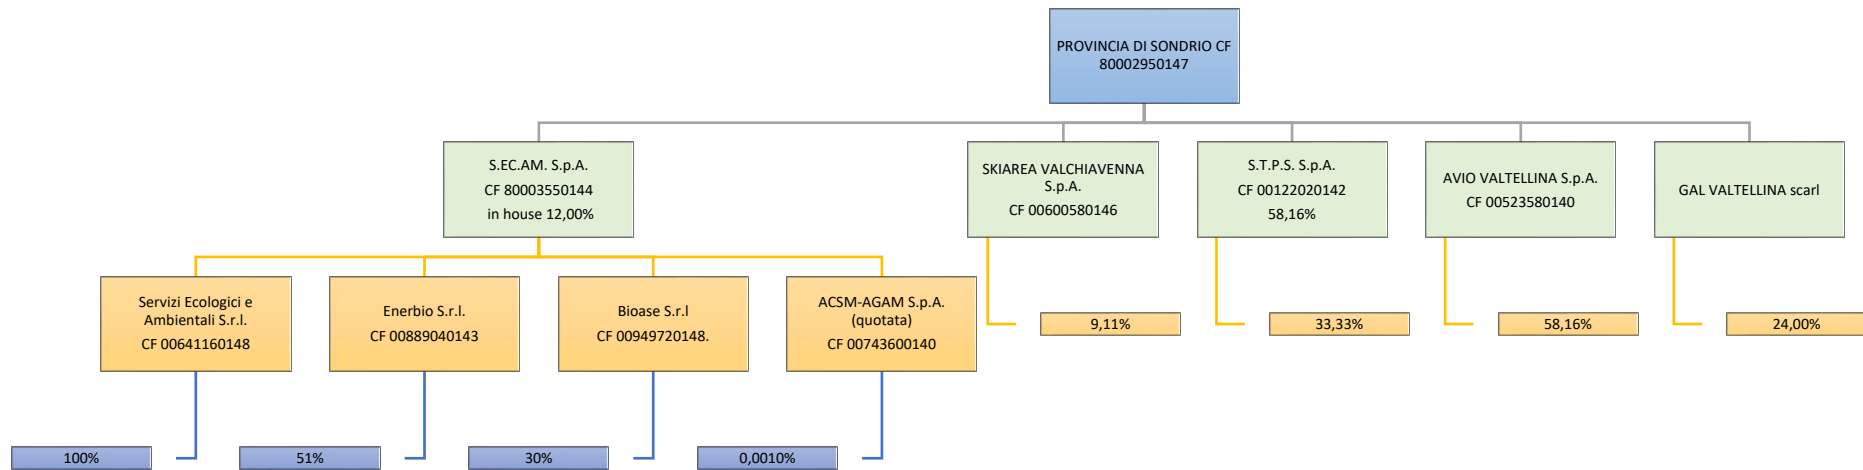 PROVINCIA DI SONDRIO CF
80002950147
S.EC.AM. S.p.A.
CF 80003550144
in house 12,00%
SKIAREA VALCHIAVENNA
S.p.A.
CF 00600580146
S.T.P.S. S.p.A.
CF 00122020142
58,16%
AVIO VALTELLINA S.p.A.
CF 00523580140
GAL VALTELLINA scarl
Servizi Ecologici e
Ambientali S.r.l.
CF 00641160148
Enerbio S.r.l.
CF 00889040143
Bioase S.r.l
CF 00949720148.
ACSM-AGAM S.p.A.
(quotata)
CF 00743600140
9,11%
33,33%
58,16%
24,00%
100%
51%
30%
0,0010%